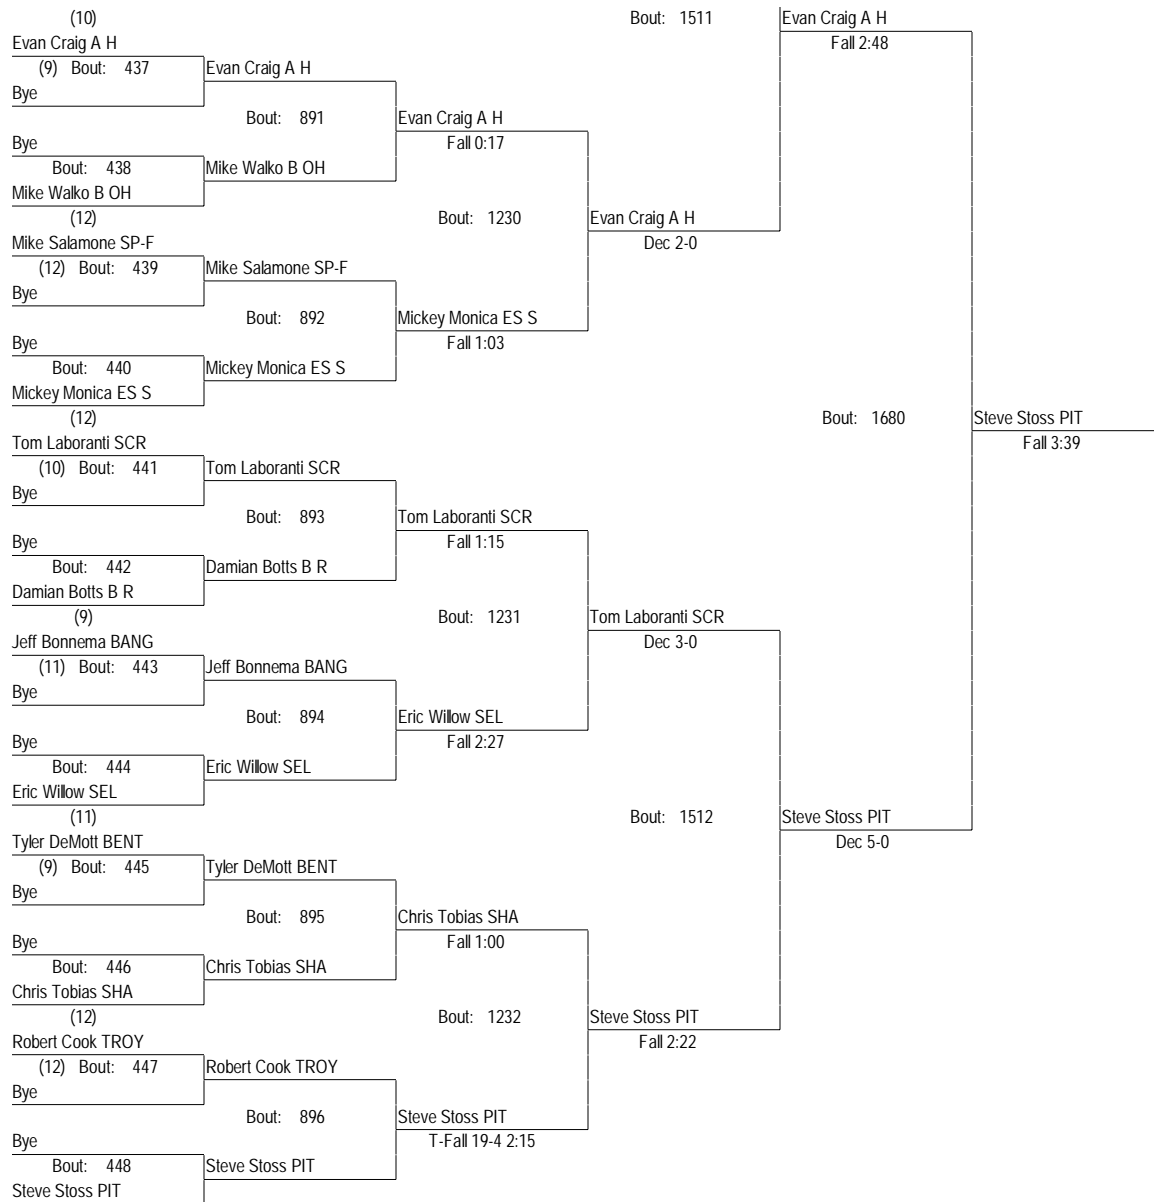 (10)
Bout: 1511
Evan Craig A H
Evan Craig A H
Fall 2:48
(9) Bout: 437
Evan Craig A H
Bye
Bout: 891
Evan Craig A H
Bye
Fall 0:17
Bout: 438
Mike Walko B OH
Mike Walko B OH
(12)
Bout: 1230
Evan Craig A H
Mike Salamone SP-F
Dec 2-0
(12) Bout: 439
Mike Salamone SP-F
Bye
Bout: 892
Mickey Monica ES S
Bye
Fall 1:03
Bout: 440
Mickey Monica ES S
Mickey Monica ES S
(12)
Bout: 1680
Steve Stoss PIT
Tom Laboranti SCR
Fall 3:39
(10) Bout: 441
Tom Laboranti SCR
Bye
Bout: 893
Tom Laboranti SCR
Bye
Fall 1:15
Bout: 442
Damian Botts B R
Damian Botts B R
(9)
Bout: 1231
Tom Laboranti SCR
Jeff Bonnema BANG
Dec 3-0
(11) Bout: 443
Jeff Bonnema BANG
Bye
Bout: 894
Eric Willow SEL
Bye
Fall 2:27
Bout: 444
Eric Willow SEL
Eric Willow SEL
(11)
Bout: 1512
Steve Stoss PIT
Tyler DeMott BENT
Dec 5-0
(9) Bout: 445
Tyler DeMott BENT
Bye
Bout: 895
Chris Tobias SHA
Bye
Fall 1:00
Bout: 446
Chris Tobias SHA
Chris Tobias SHA
(12)
Bout: 1232
Steve Stoss PIT
Robert Cook TROY
Fall 2:22
(12) Bout: 447
Robert Cook TROY
Bye
Bout: 896
Steve Stoss PIT
Bye
T-Fall 19-4 2:15
Bout: 448
Steve Stoss PIT
Steve Stoss PIT